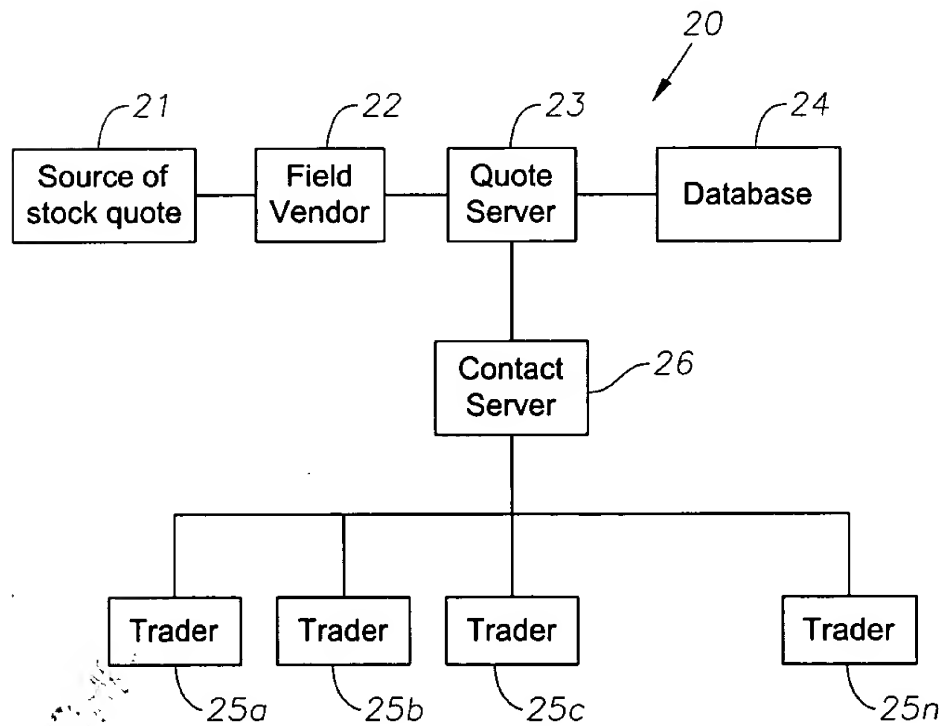 20
21
22
23
24
Source of
stock quote
Field
Vendor
Quote
Server
Database
Contact
Server
26
Trader
Trader
Trader
Trader
25a
25b
25c
25n